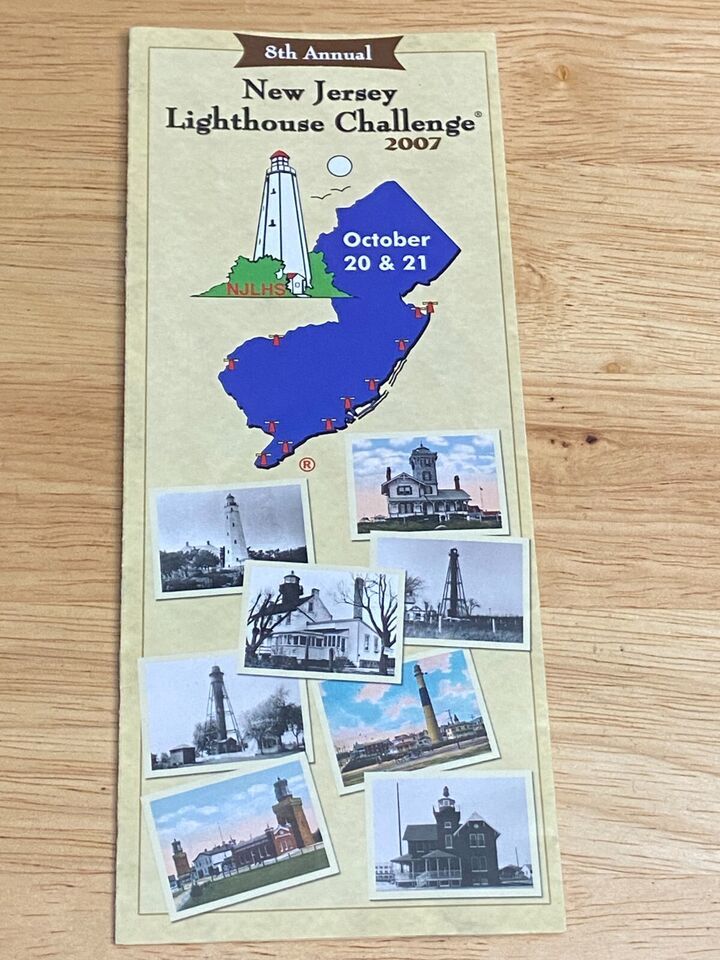 8th Annual
New Jersey
Lighthouse Challenge®
2007
October
20 & 21
NJLHS
®